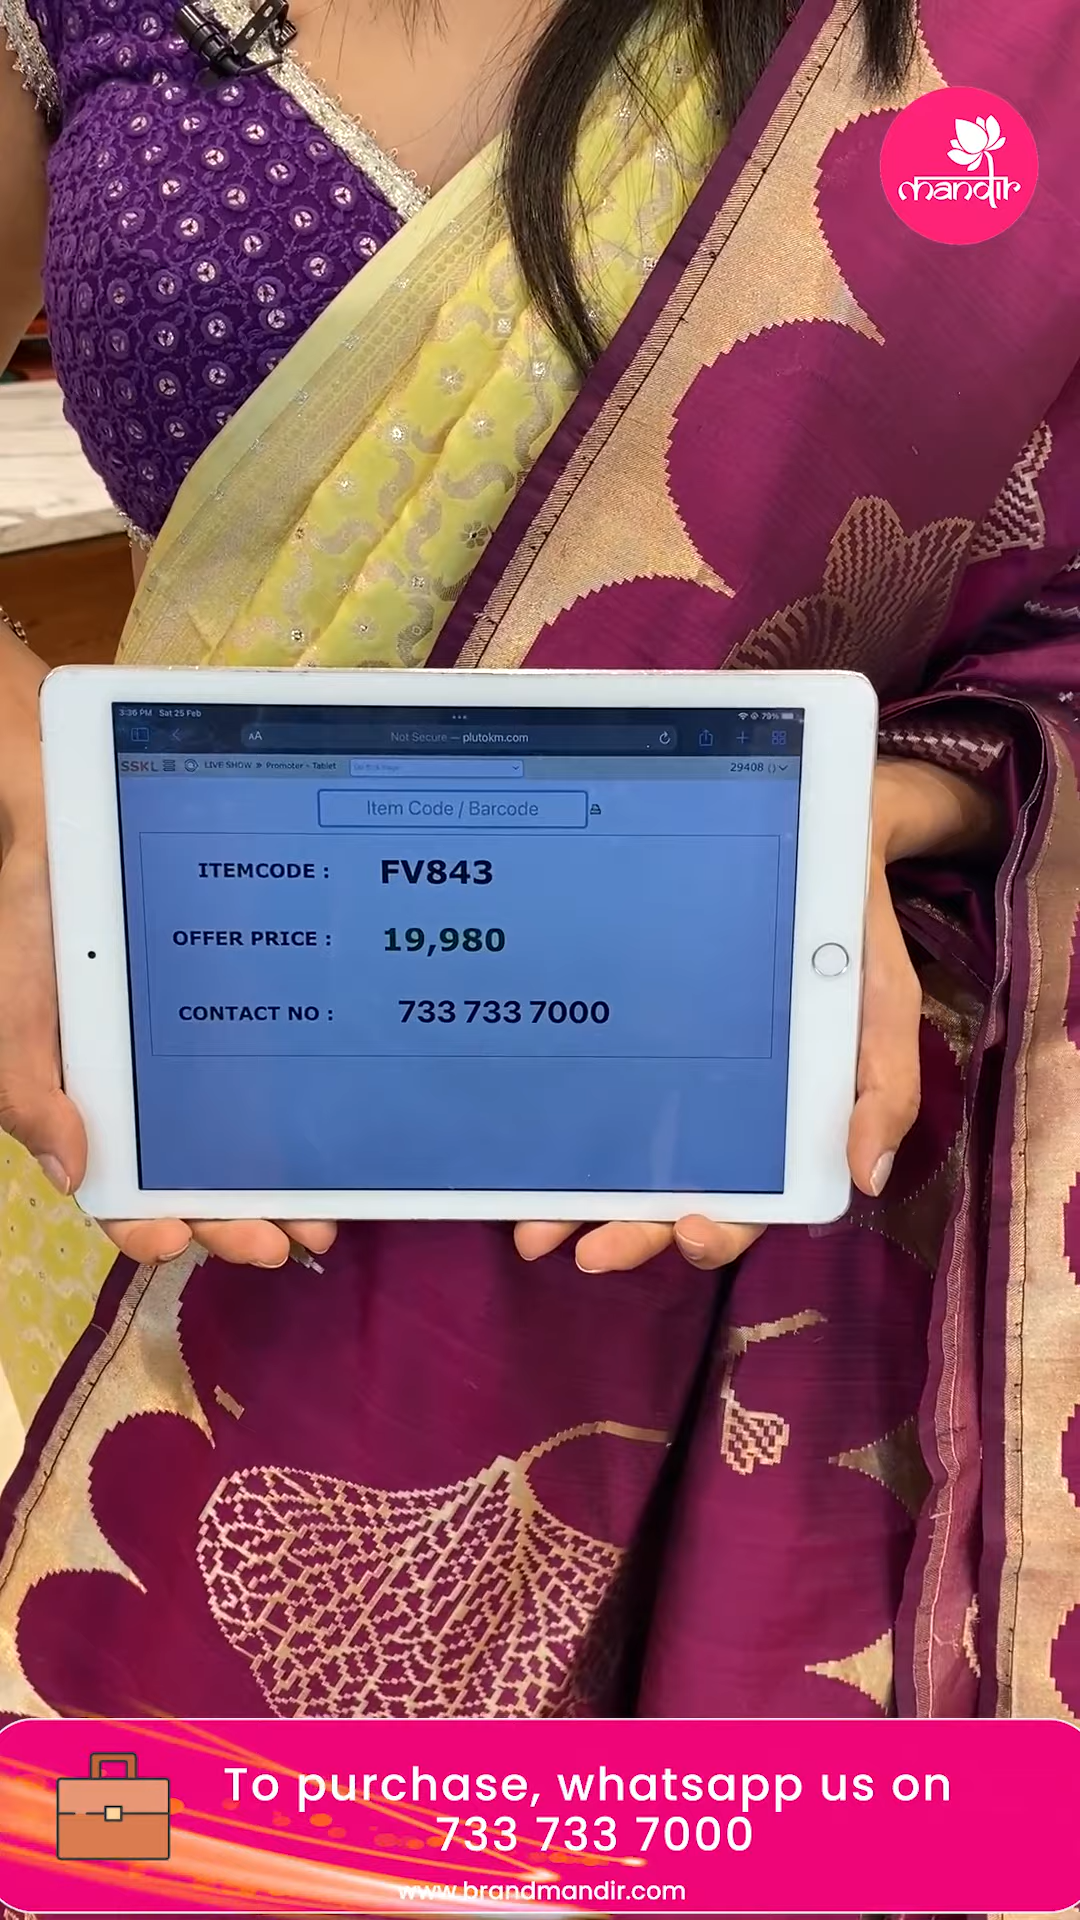 mandir
3:36 PM Sat 25 Feb
79%
AA
Not Secure — plutokm.com
SSKL
LIVE SHOW » Promoter - Tablet
29408 ()
Item Code / Barcode
ITEMCODE : FV843
OFFER PRICE : 19,980
CONTACT NO : 733 733 7000
To purchase, whatsapp us on
733 733 7000
www.brandmandir.com